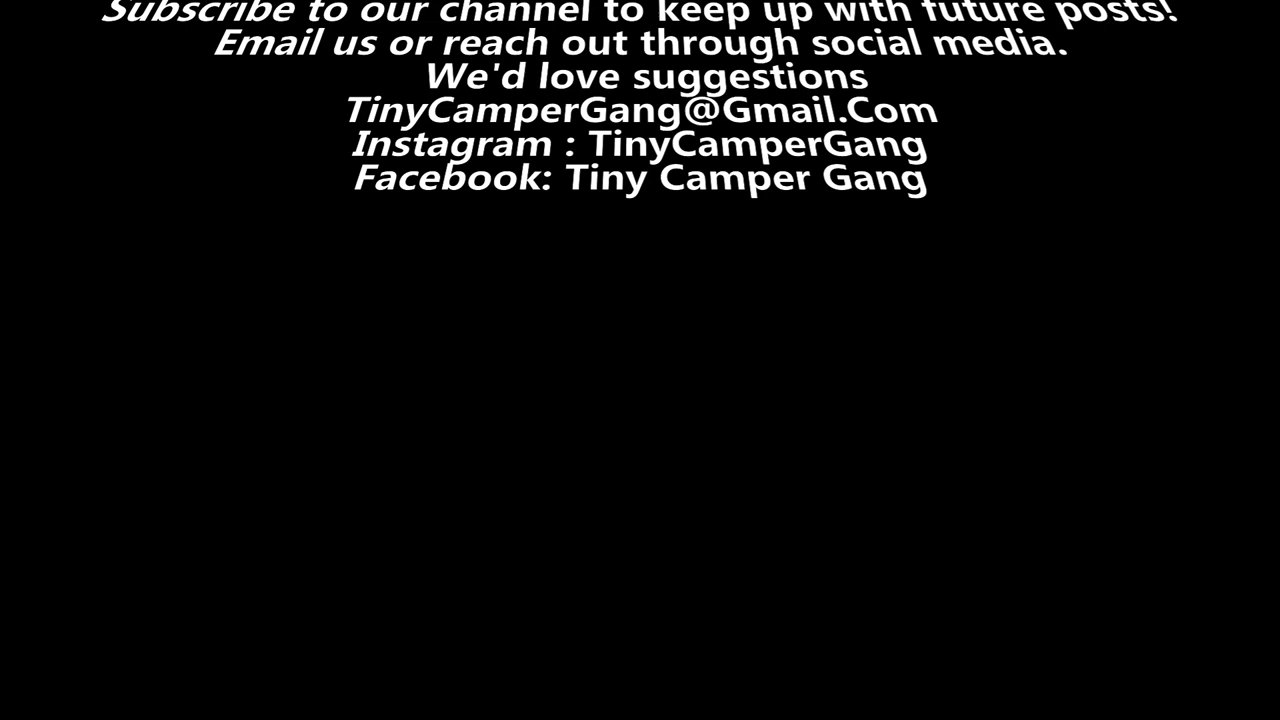 Subscribe to our channel to keep up with future posts!
Email us or reach out through social media.
We'd love suggestions
TinyCamperGang@Gmail.Com
Instagram : TinyCamperGang
Facebook: Tiny Camper Gang